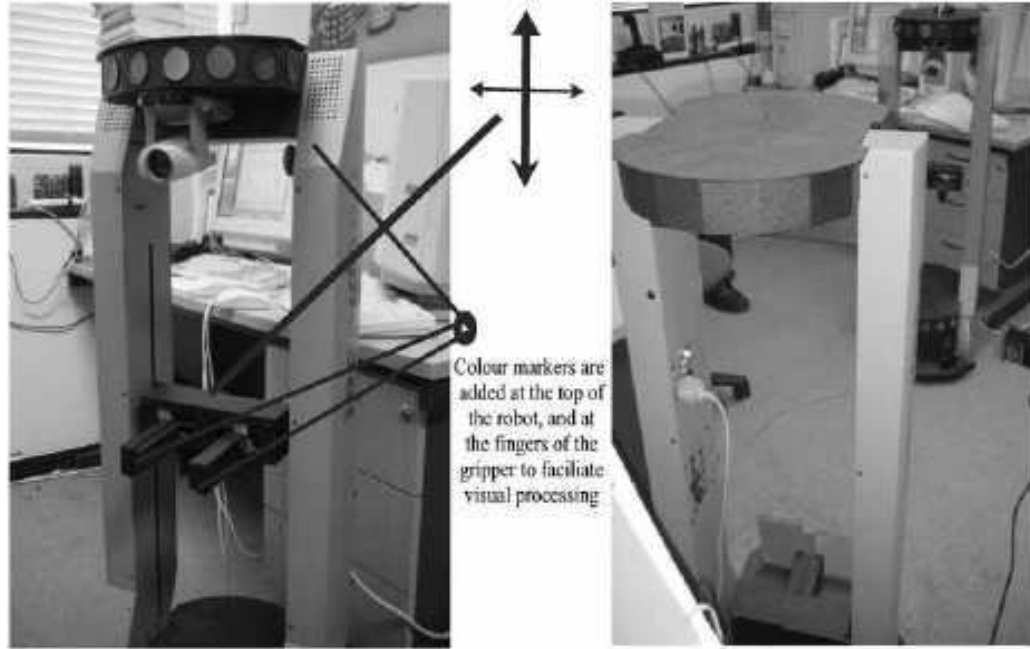 Colour markers are
added at the top of
the robot, and at
the fingers of the
gripper to faciliate
visual processing